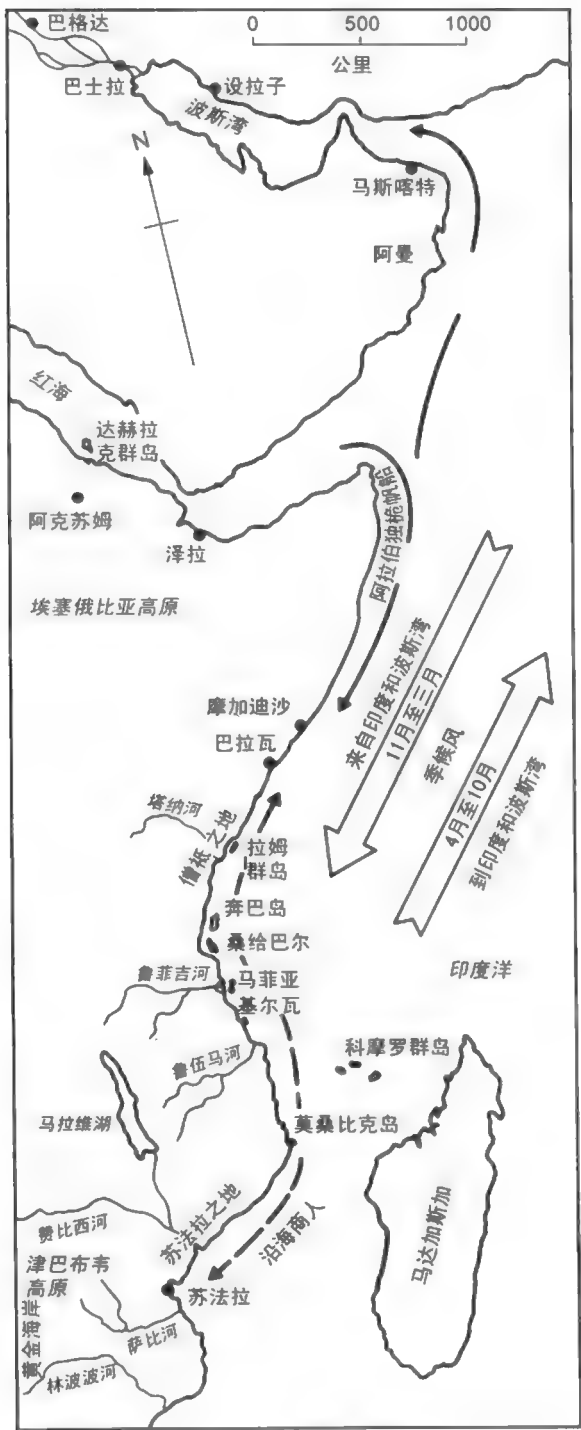 巴格达
0 500 1000
公里
巴士拉
设拉子
波斯湾
N
马斯喀特
阿曼
红海
达赫拉
克群岛
阿克苏姆
泽拉
阿拉伯独桅帆船
埃塞俄比亚高原
来自印度和波斯湾
11月至三月
季候风
4月至10月
到印度和波斯湾
摩加迪沙
巴拉瓦
塔纳河
僧祗之地
拉姆
群岛
奔巴岛
桑给巴尔
印度洋
鲁菲吉河
马菲亚
基尔瓦
科摩罗群岛
鲁伍马河
马拉维湖
莫桑比克岛
马达加斯加
赞比西河
苏法拉之地
沿海商人
津巴布韦
高原
苏法拉
黄金海岸
萨比河
林波波河